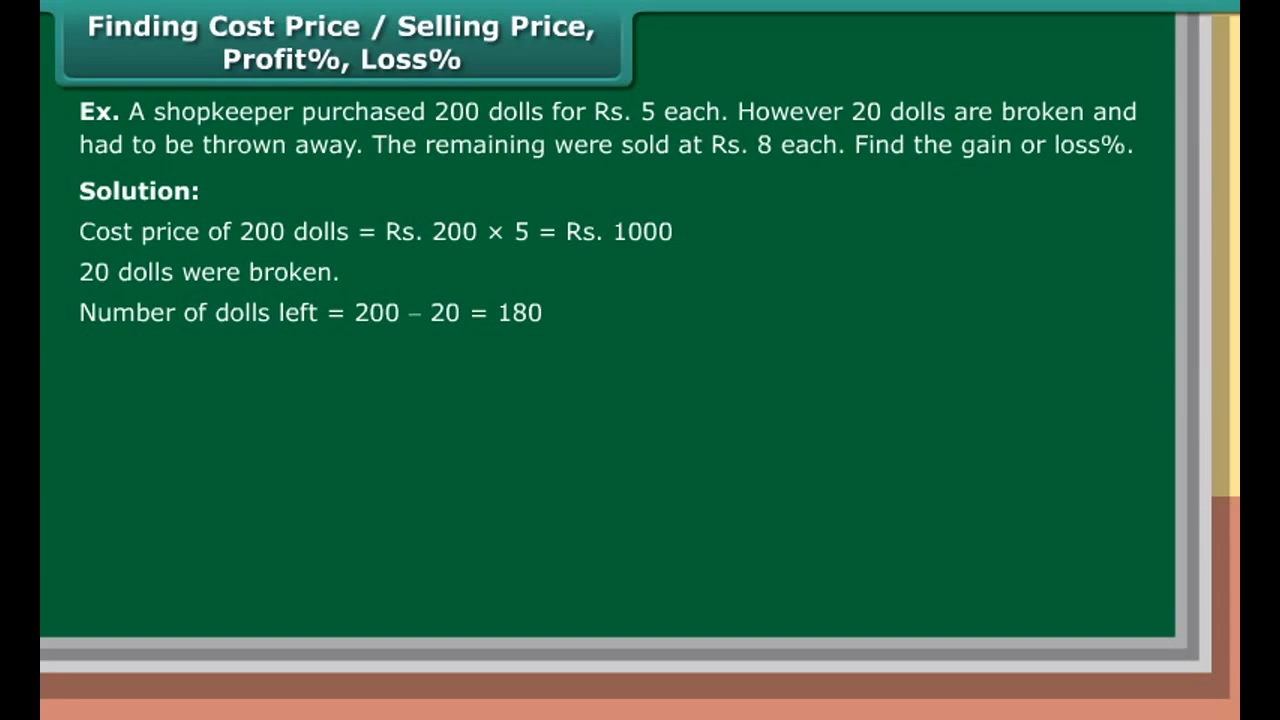 Finding Cost Price / Selling Price,
Profit%, Loss%
Ex. A shopkeeper purchased 200 dolls for Rs. 5 each. However 20 dolls are broken and
had to be thrown away. The remaining were sold at Rs. 8 each. Find the gain or loss%.
Solution:
Cost price of 200 dolls = Rs. 200 × 5 = Rs. 1000
20 dolls were broken.
Number of dolls left = 200 – 20 = 180